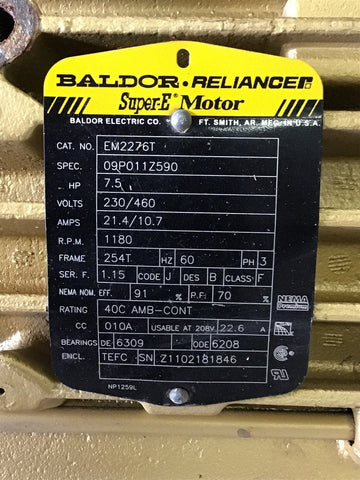 BALDOR • RELIANCE
Super-E® Motor
BALDOR ELECTRIC CO. FT. SMITH, AR. MFG. IN U.S.A.
CAT. NO. EM2276T
SPEC. 09P011Z590
HP 7.5
VOLTS 230/460
AMPS 21.4/10.7
R.P.M. 1180
FRAME 254T HZ 60 PH 3
SER. F. 1.15 CODE J DES B CLASS F
NEMA NOM. EFF. 91 % P.F. 70 %
RATING 40C AMB-CONT
CC 010A USABLE AT 208V 22.6 A
BEARINGS DE 6309 ODE 6208
ENCL. TEFC SN Z1102181846
NP1259L
NEMA
Premium